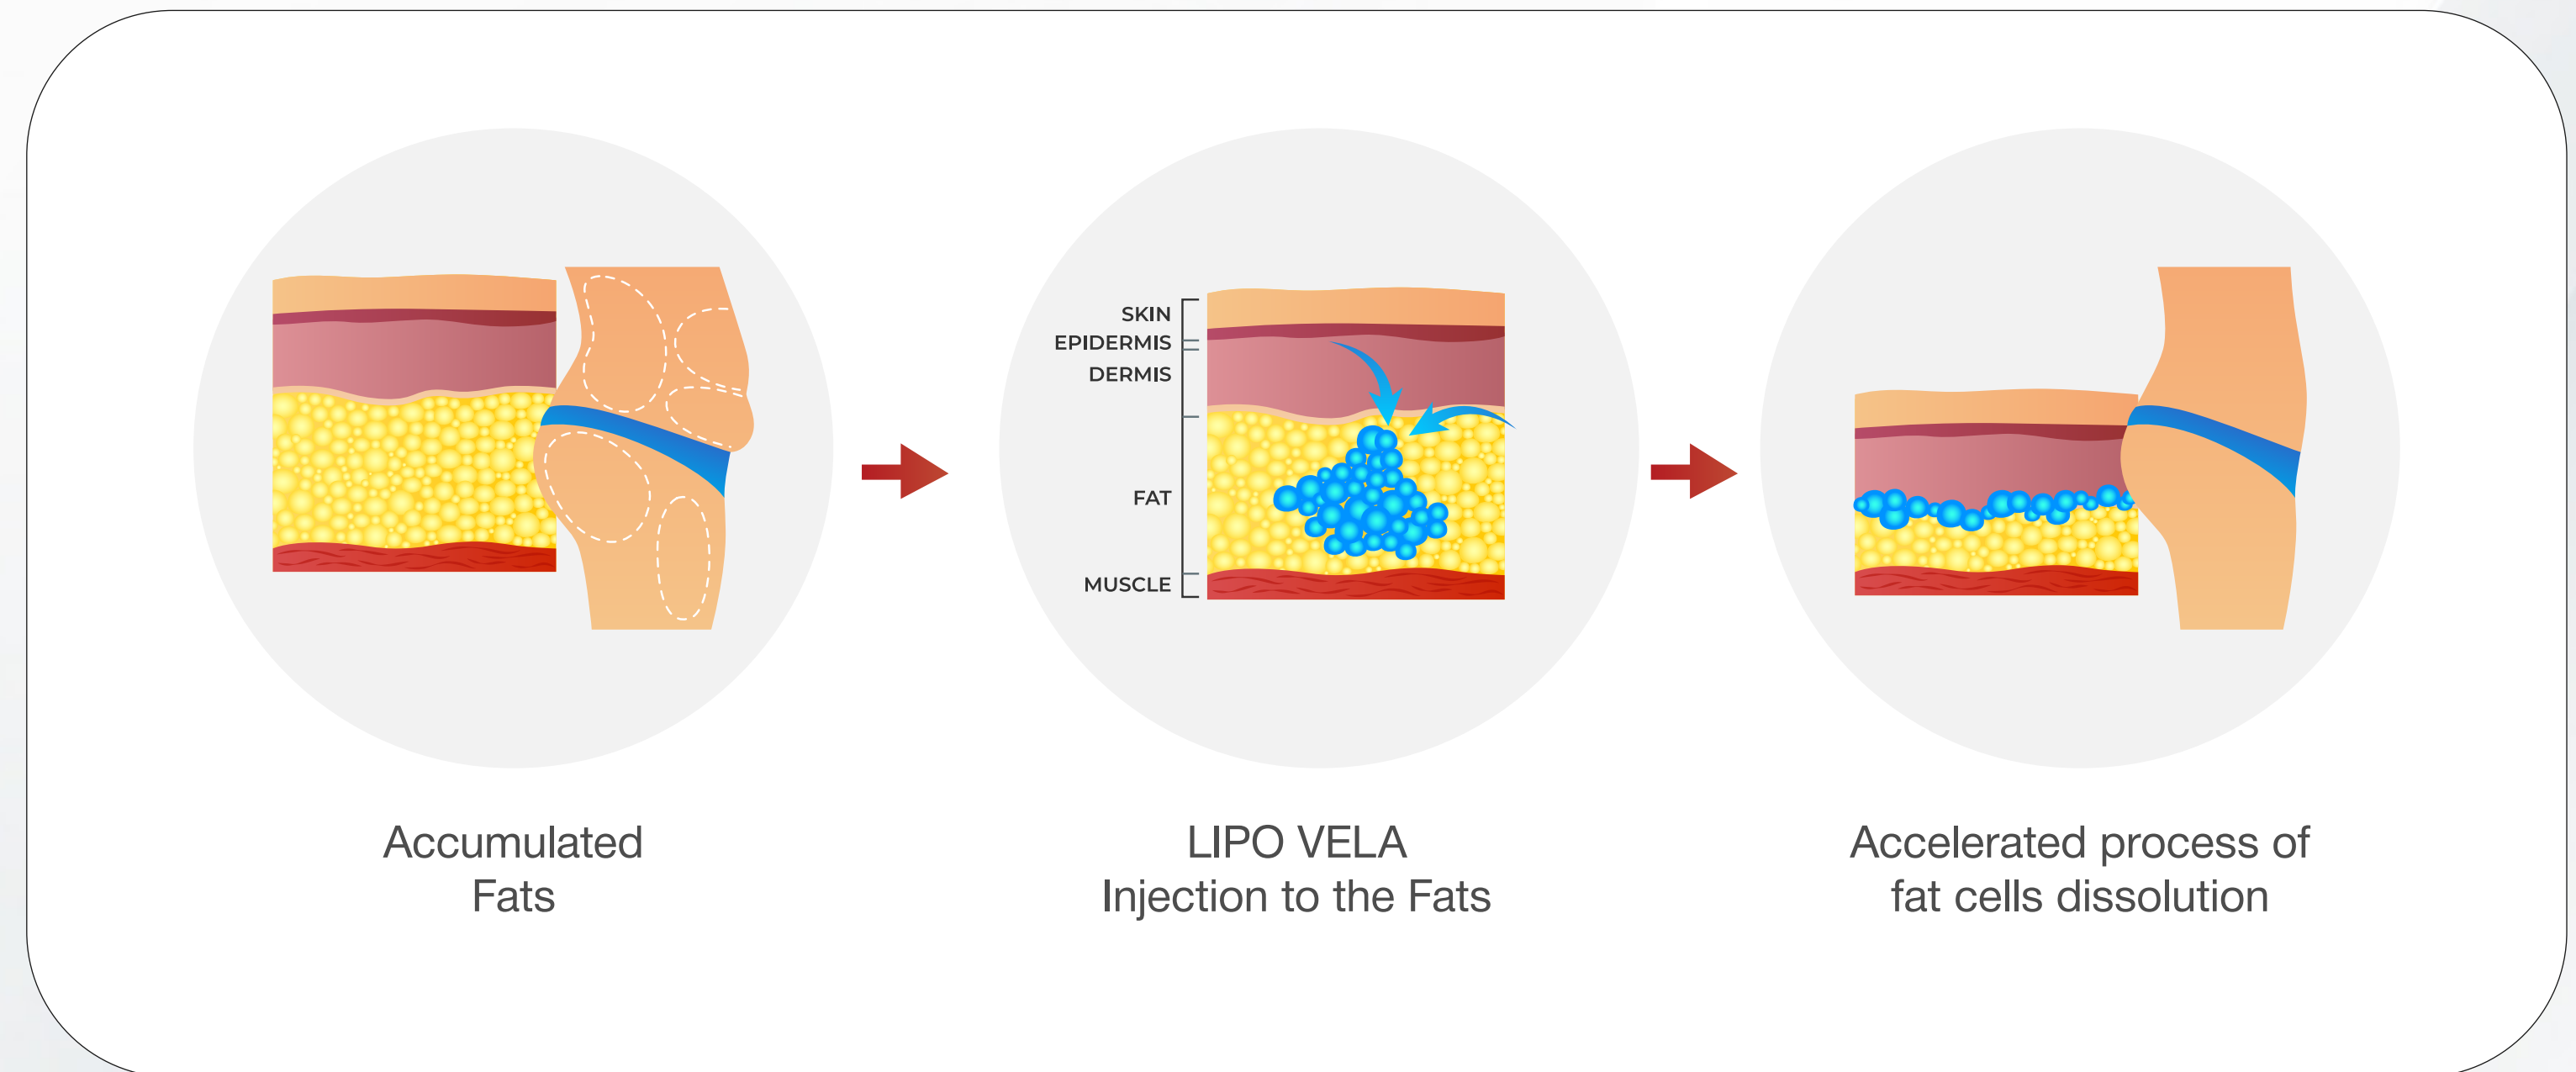 SKIN
EPIDERMIS
DERMIS
FAT
MUSCLE
Accumulated
Fats
LIPO VELA
Injection to the Fats
Accelerated process of
fat cells dissolution